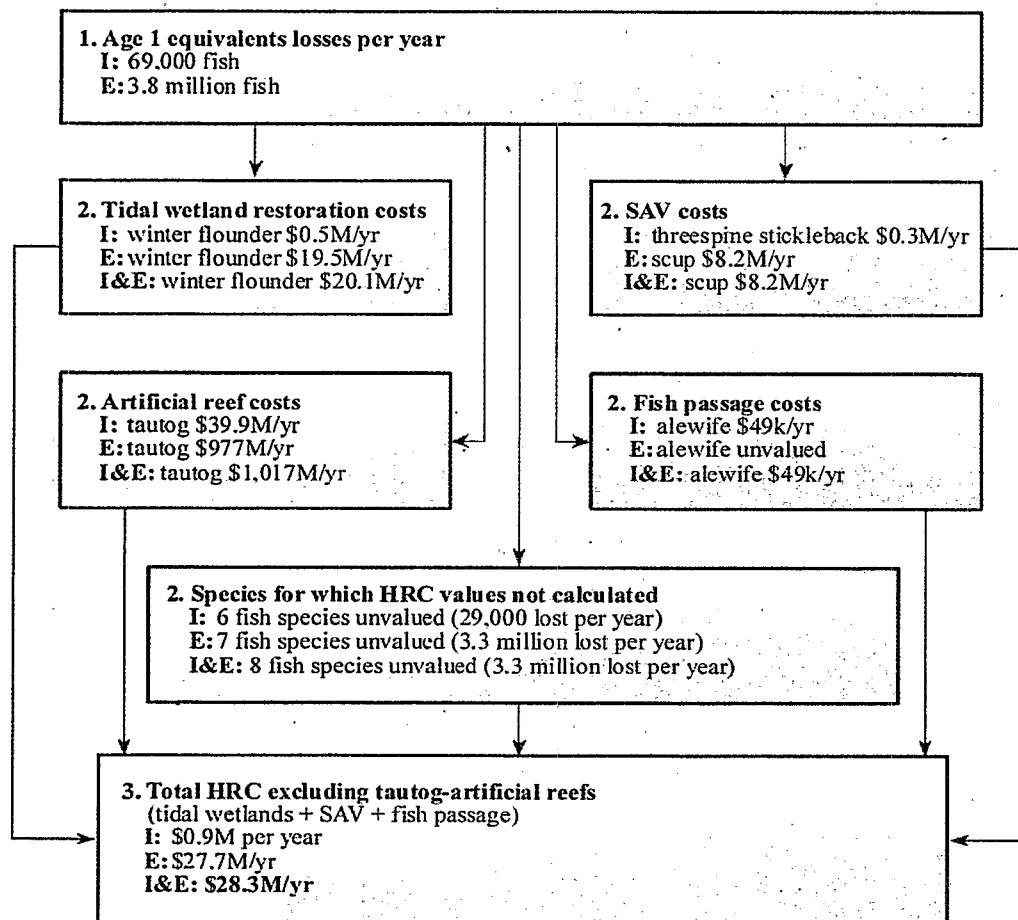 1. Age 1 equivalents losses per year
I: 69,000 fish
E: 3.8 million fish
2. Tidal wetland restoration costs
I: winter flounder $0.5M/yr
E: winter flounder $19.5M/yr
I&E: winter flounder $20.1M/yr
2. SAV costs
I: threespine stickleback $0.3M/yr
E: scup $8.2M/yr
I&E: scup $8.2M/yr
2. Artificial reef costs
I: tautog $39.9M/yr
E: tautog $977M/yr
I&E: tautog $1,017M/yr
2. Fish passage costs
I: alewife $49k/yr
E: alewife unvalued
I&E: alewife $49k/yr
2. Species for which HRC values not calculated
I: 6 fish species unvalued (29,000 lost per year)
E: 7 fish species unvalued (3.3 million lost per year)
I&E: 8 fish species unvalued (3.3 million lost per year)
3. Total HRC excluding tautog-artificial reefs
(tidal wetlands + SAV + fish passage)
I: $0.9M per year
E: $27.7M/yr
I&E: $28.3M/yr